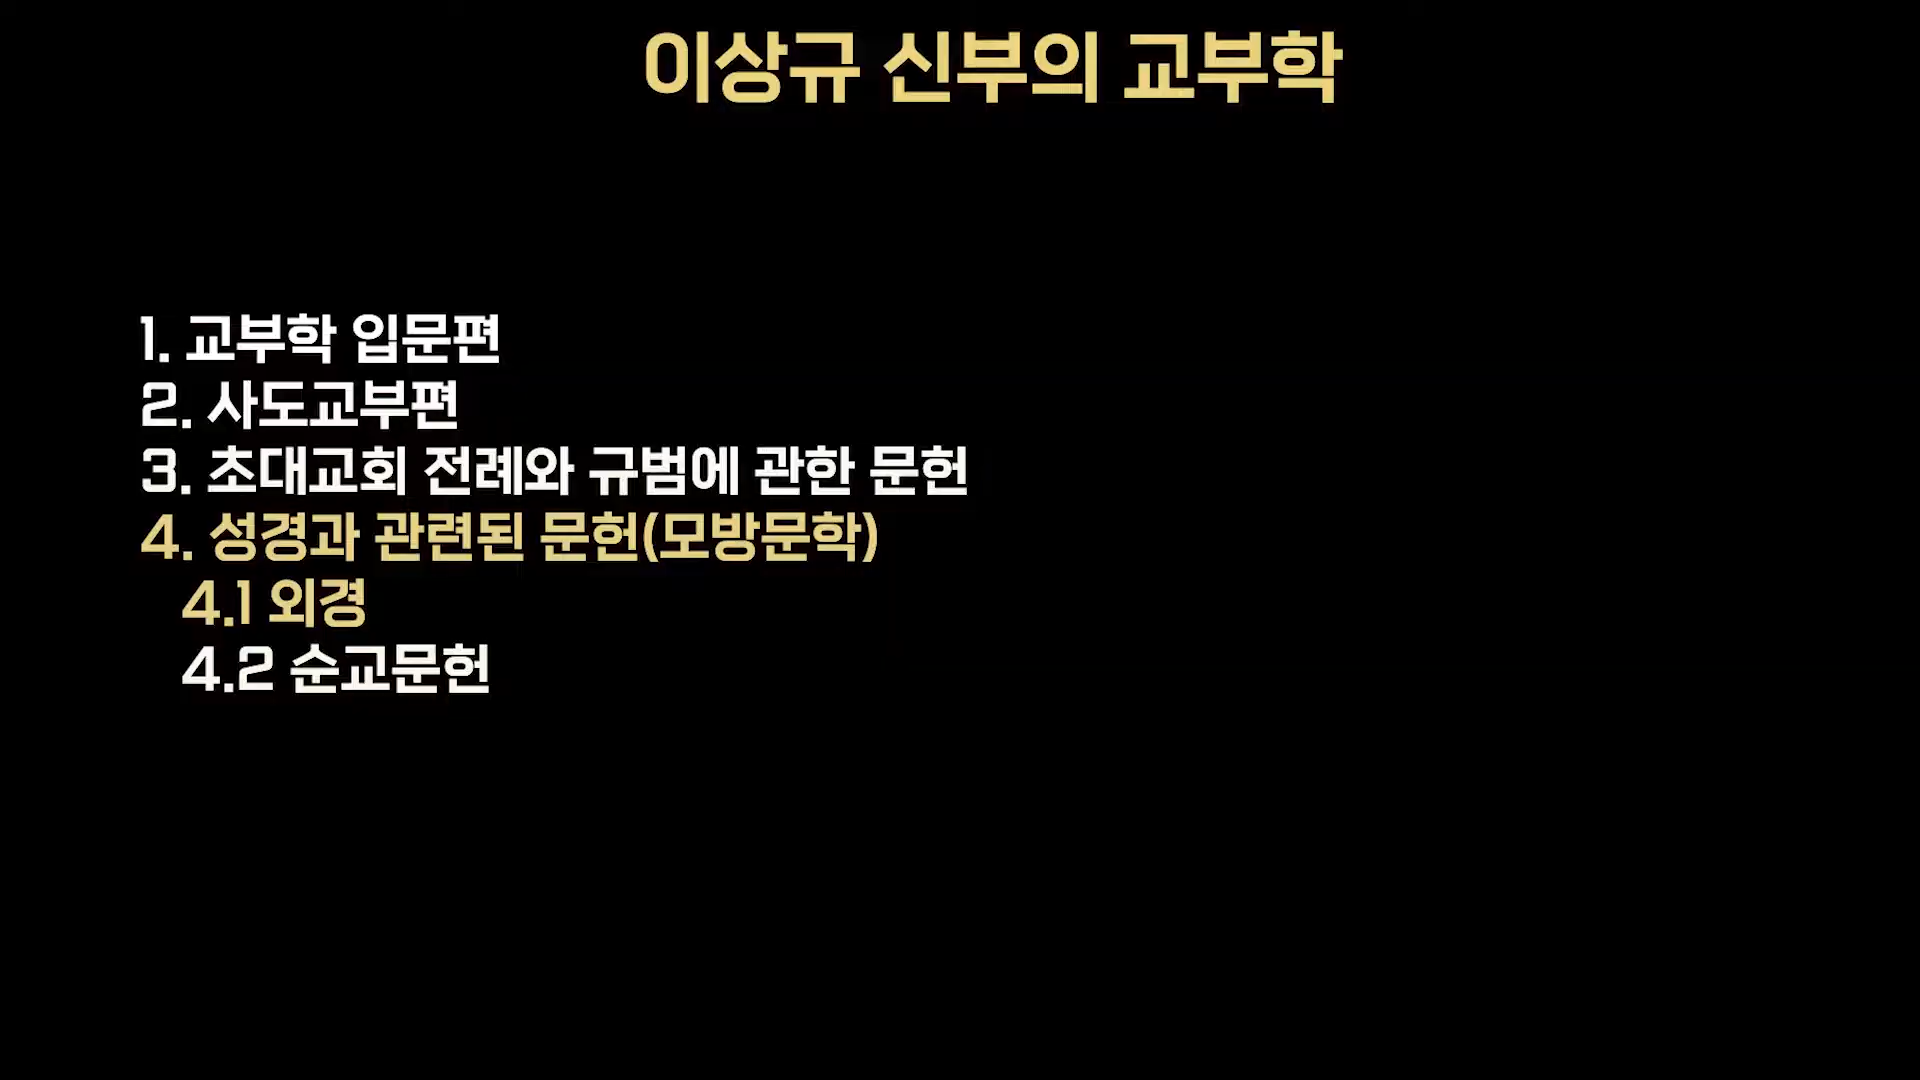 이상규 신부의 교부학
1. 교부학 입문편
2. 사도교부편
3. 초대교회 전례와 규범에 관한 문헌
4. 성경과 관련된 문헌(모방문학)
4.1 외경
4.2 순교문헌